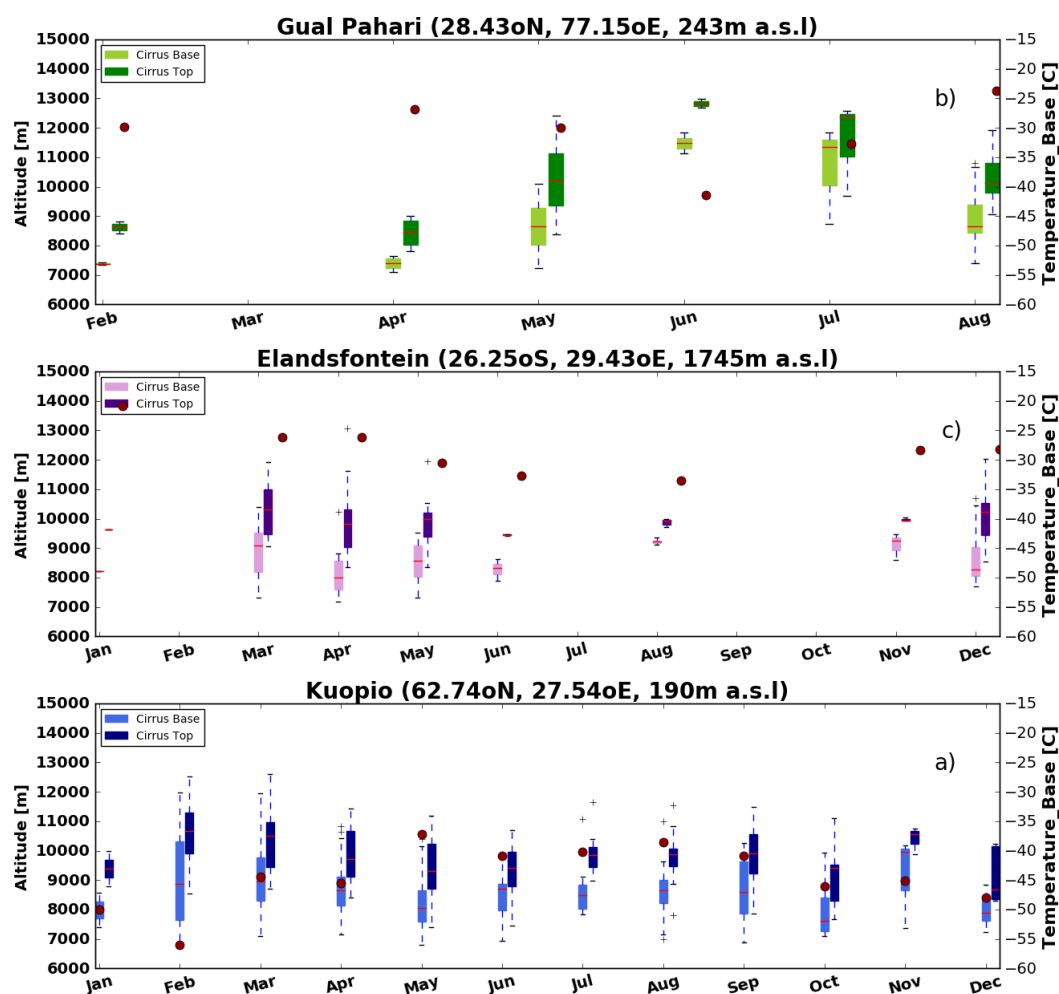 Gual Pahari (28.43oN, 77.15oE, 243m a.s.l)
15000
14000
13000
12000
11000
10000
9000
8000
7000
6000
Altitude [m]
Cirrus Base
Cirrus Top
b)
−15
−20
−25
−30
−35
−40
−45
−50
−55
−60
Temperature_Base [C]
Feb Mar Apr May Jun Jul Aug
Elandsfontein (26.25oS, 29.43oE, 1745m a.s.l)
15000
14000
13000
12000
11000
10000
9000
8000
7000
6000
Altitude [m]
Cirrus Base
Cirrus Top
c)
−15
−20
−25
−30
−35
−40
−45
−50
−55
−60
Temperature_Base [C]
Jan Feb Mar Apr May Jun Jul Aug Sep Oct Nov Dec
Kuopio (62.74oN, 27.54oE, 190m a.s.l)
15000
14000
13000
12000
11000
10000
9000
8000
7000
6000
Altitude [m]
Cirrus Base
Cirrus Top
a)
−15
−20
−25
−30
−35
−40
−45
−50
−55
−60
Temperature_Base [C]
Jan Feb Mar Apr May Jun Jul Aug Sep Oct Nov Dec